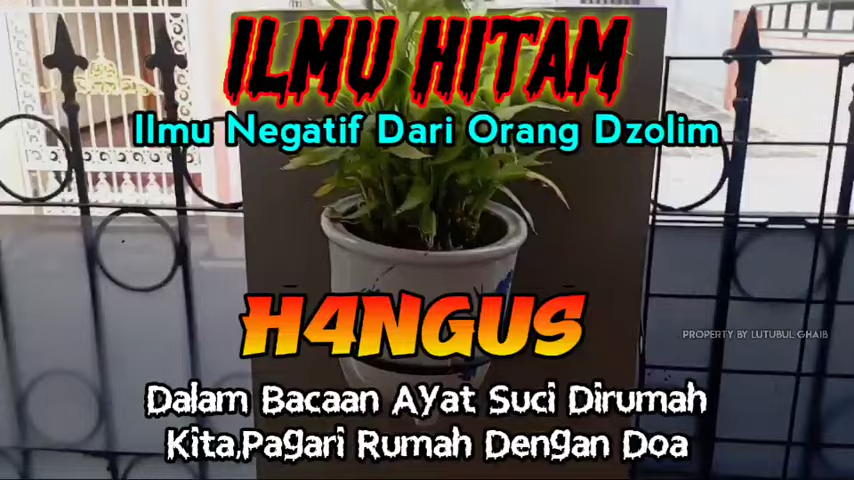 ILMU HITAM
Ilmu Negatif Dari Orang Dzolim
H4NGUS
PROPERTY BY LUTUBUL GHAIB
Dalam Bacaan Ayat Suci Dirumah
Kita,Pagari Rumah Dengan Doa